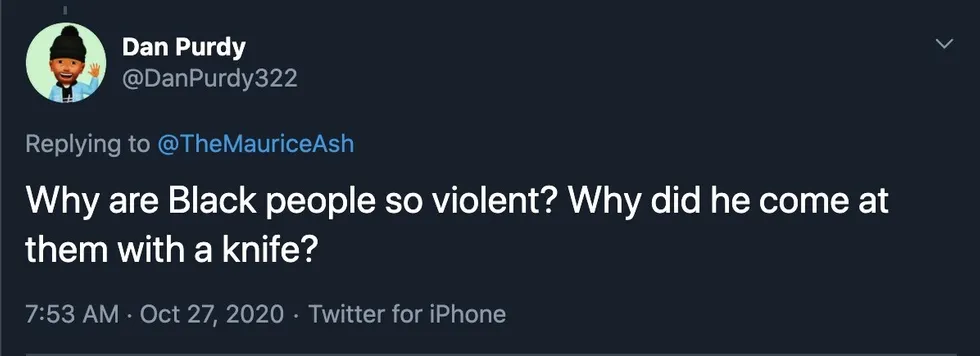 Dan Purdy
@DanPurdy322
Replying to @TheMauriceAsh
Why are Black people so violent? Why did he come at
them with a knife?
7:53 AM · Oct 27, 2020 · Twitter for iPhone